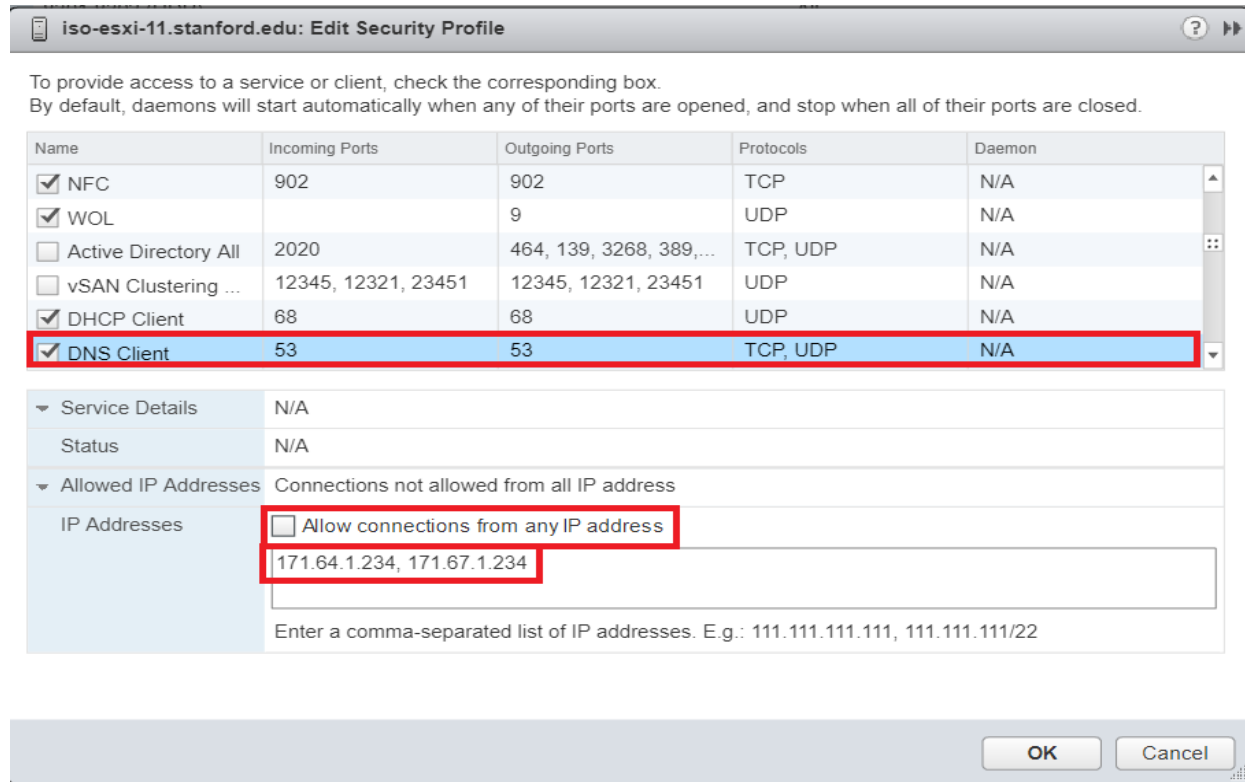 iso-esxi-11.stanford.edu: Edit Security Profile ?
To provide access to a service or client, check the corresponding box.
By default, daemons will start automatically when any of their ports are opened, and stop when all of their ports are closed.
Name Incoming Ports Outgoing Ports Protocols Daemon
NFC 902 902 TCP N/A
WOL 9 UDP N/A
Active Directory All 2020 464, 139, 3268, 389,... TCP, UDP N/A
vSAN Clustering ... 12345, 12321, 23451 12345, 12321, 23451 UDP N/A
DHCP Client 68 68 UDP N/A
DNS Client 53 53 TCP, UDP N/A
Service Details N/A
Status N/A
Allowed IP Addresses Connections not allowed from all IP address
IP Addresses Allow connections from any IP address
171.64.1.234, 171.67.1.234
Enter a comma-separated list of IP addresses. E.g.: 111.111.111.111, 111.111.111/22
OK Cancel